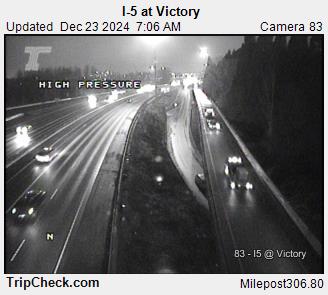 I-5 at Victory
Updated Dec 23 2024 7:06 AM Camera 83
HIGH PRESSURE
N
83 - I5 @ Victory
TripCheck.com Milepost306.80